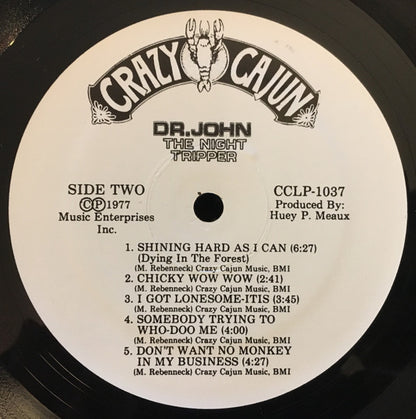 CRAZY CAJUN
DR.JOHN
THE NIGHT
TRIPPER
SIDE TWO
©℗1977
Music Enterprises
Inc.
CCLP-1037
Produced By:
Huey P. Meaux
1. SHINING HARD AS I CAN (6:27)
(Dying In The Forest)
(M. Rebenneck) Crazy Cajun Music, BMI
2. CHICKY WOW WOW (2:41)
(M. Rebenneck) Crazy Cajun Music, BMI
3. I GOT LONESOME-ITIS (3:45)
(M. Rebenneck) Crazy Cajun Music, BMI
4. SOMEBODY TRYING TO
WHO-DOO ME (4:00)
(M. Rebenneck) Crazy Cajun Music, BMI
5. DON'T WANT NO MONKEY
IN MY BUSINESS (4:27)
(M. Rebenneck) Crazy Cajun Music, BMI